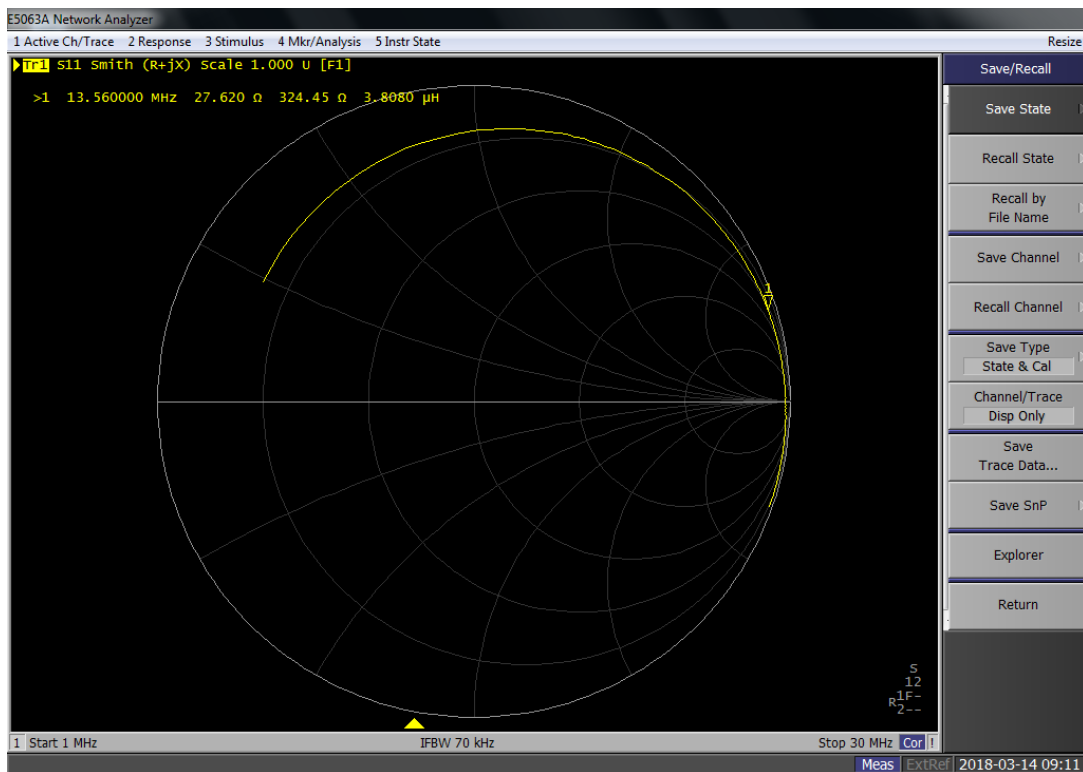 E5063A Network Analyzer
1 Active Ch/Trace 2 Response 3 Stimulus 4 Mkr/Analysis 5 Instr State
Resize
Tr1 S11 Smith (R+jX) Scale 1.000 U [F1]
>1 13.560000 MHz 27.620 Ω 324.45 Ω 3.8080 μH
1
Save/Recall
Save State
Recall State
Recall by
File Name
Save Channel
Recall Channel
Save Type
State & Cal
Channel/Trace
Disp Only
Save
Trace Data...
Save SnP
Explorer
Return
S
12
R1F-
2--
1 Start 1 MHz
IFBW 70 kHz
Stop 30 MHz Cor !
Meas ExtRef 2018-03-14 09:11